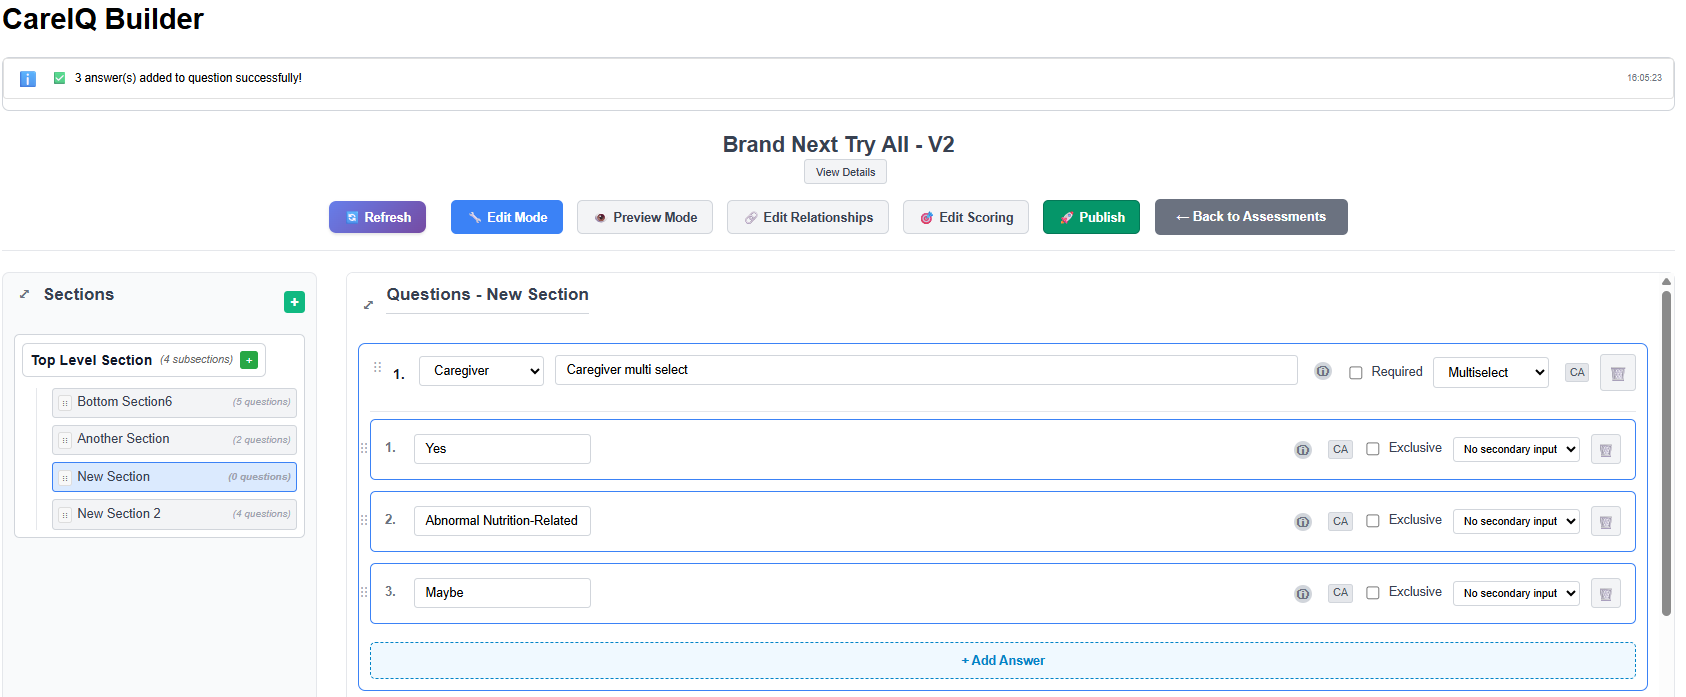 CareIQ Builder
3 answer(s) added to question successfully!
16:05:23
Brand Next Try All - V2
View Details
Refresh
Edit Mode
Preview Mode
Edit Relationships
Edit Scoring
Publish
← Back to Assessments
Sections
+
Top Level Section (4 subsections) +
Bottom Section6 (5 questions)
Another Section (2 questions)
New Section (0 questions)
New Section 2 (4 questions)
Questions - New Section
1. Caregiver Caregiver multi select Required Multiselect CA
1. Yes CA Exclusive No secondary input
2. Abnormal Nutrition-Related CA Exclusive No secondary input
3. Maybe CA Exclusive No secondary input
+ Add Answer